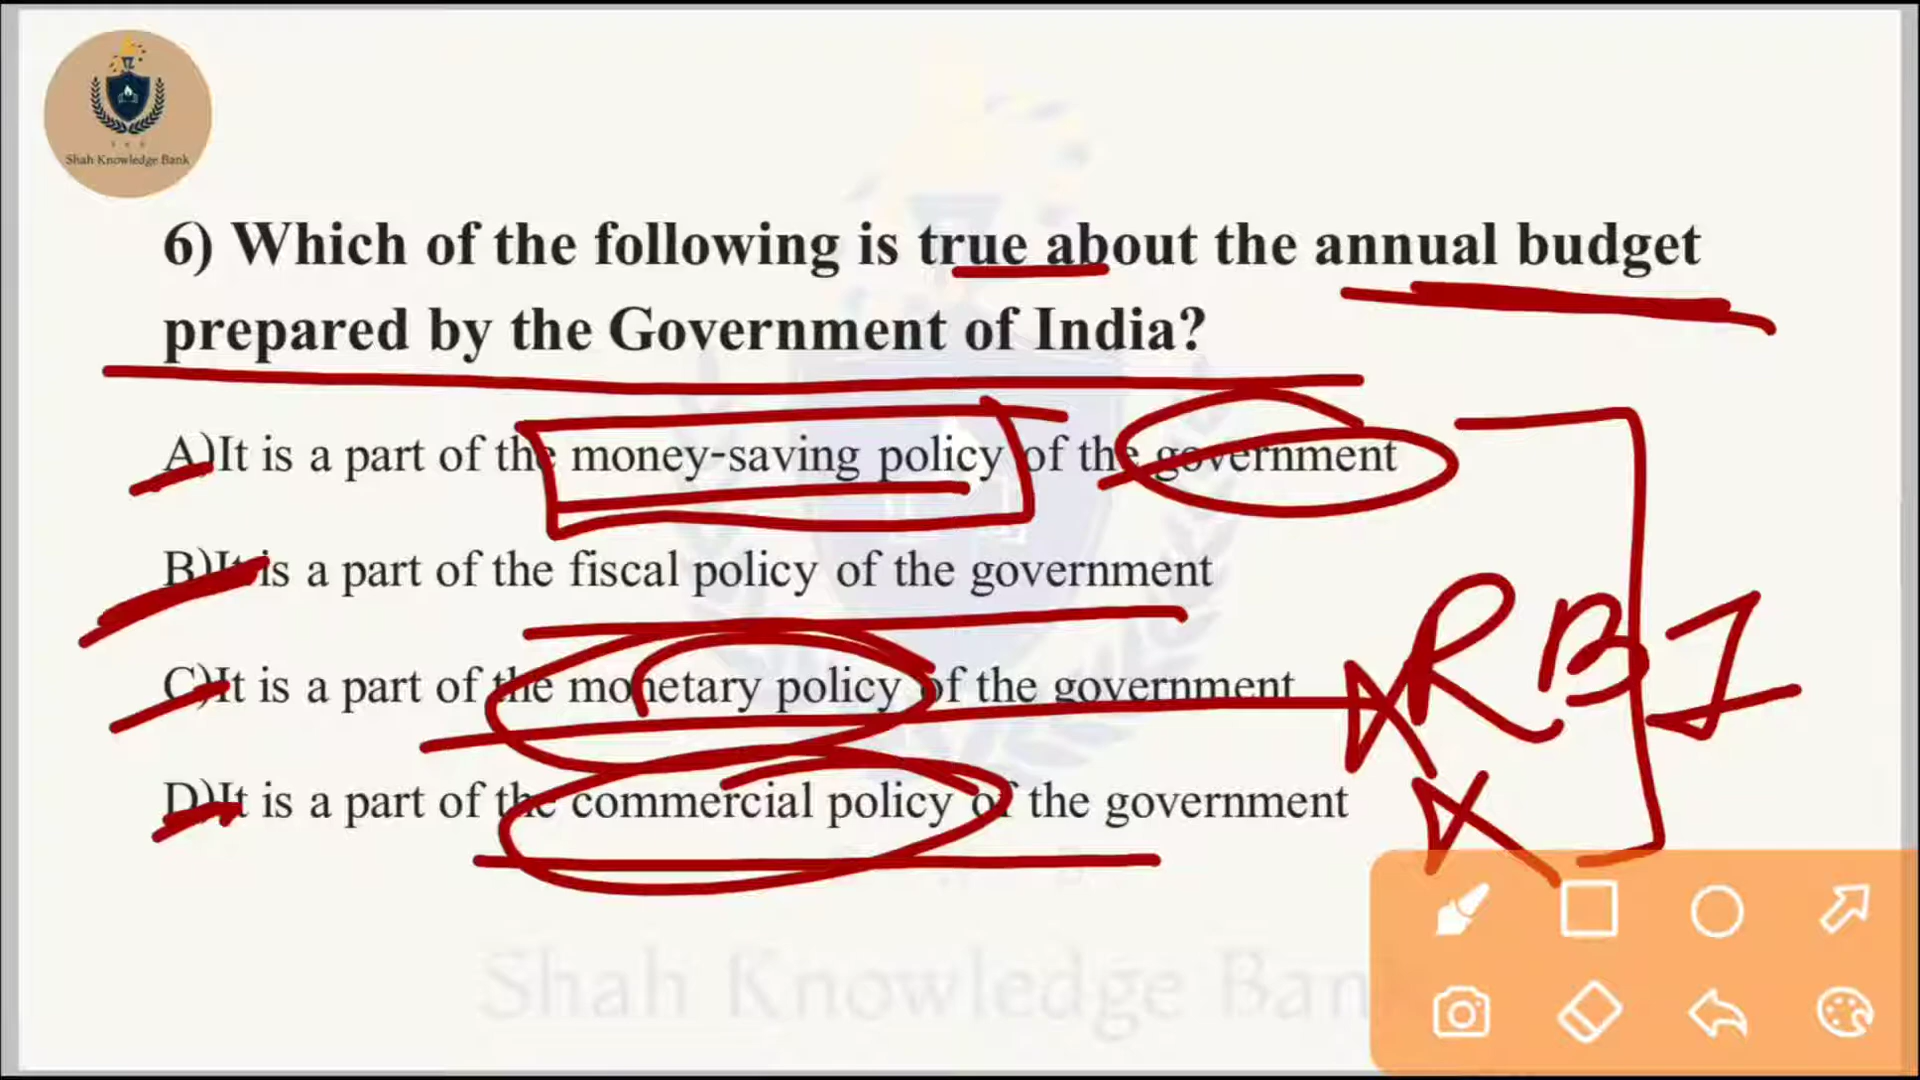 Shah Knowledge Bank
6) Which of the following is true about the annual budget
prepared by the Government of India?
A)It is a part of the money-saving policy of the government
B)It is a part of the fiscal policy of the government
C)It is a part of the monetary policy of the government
RBI
D)It is a part of the commercial policy of the government
Shah Knowledge Bank